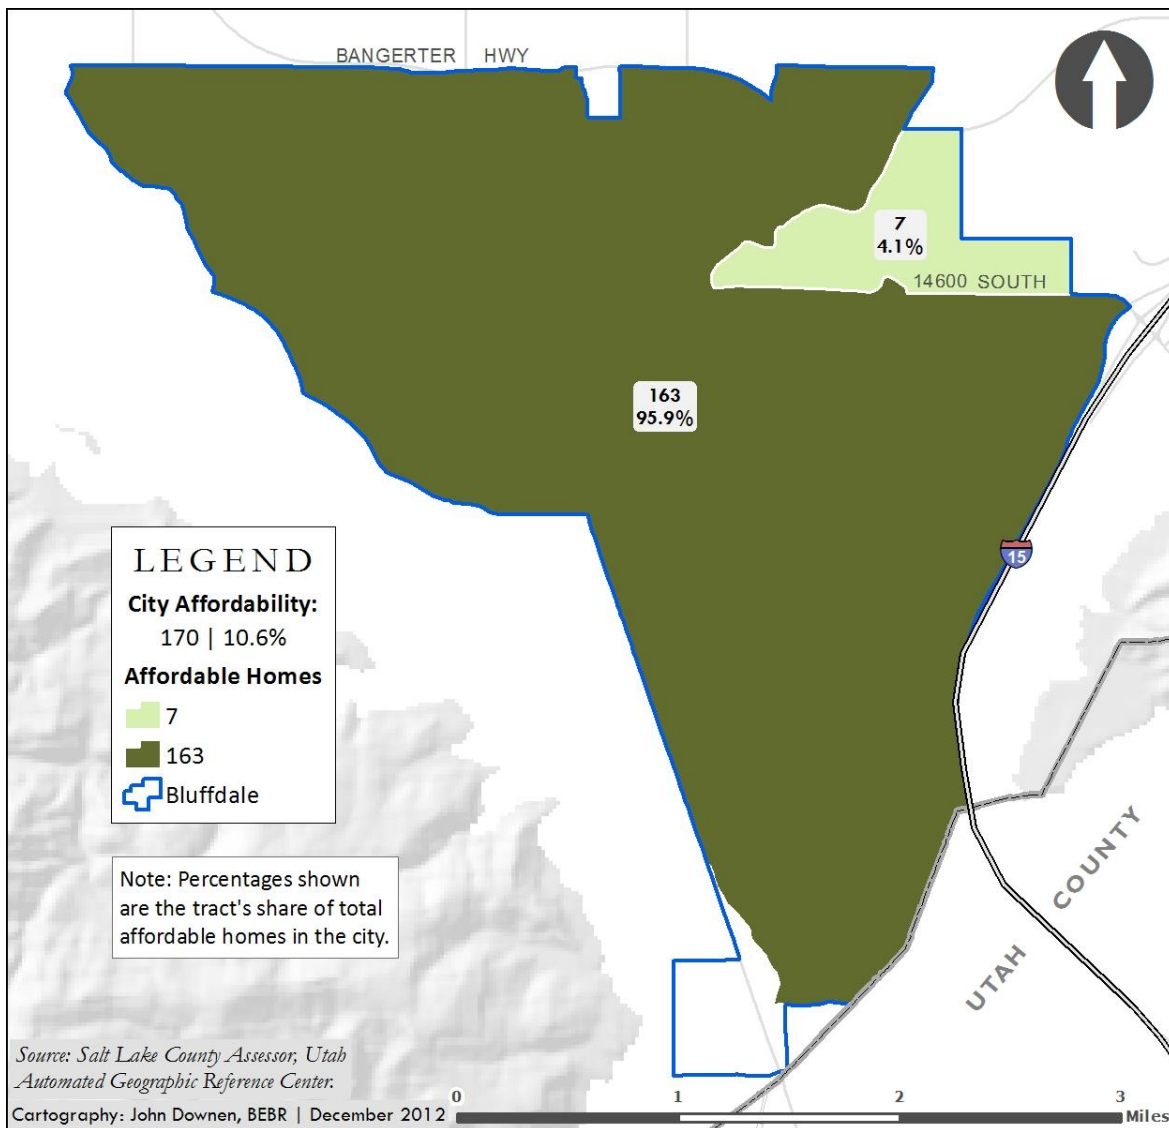 BANGERTER HWY
7
4.1%
14600 SOUTH
163
95.9%
15
LEGEND
City Affordability:
170 | 10.6%
Affordable Homes
7
163
Bluffdale
Note: Percentages shown
are the tract's share of total
affordable homes in the city.
UTAH COUNTY
Source: Salt Lake County Assessor, Utah
Automated Geographic Reference Center.
Cartography: John Downen, BEBR | December 2012
0 1 2 3
Miles